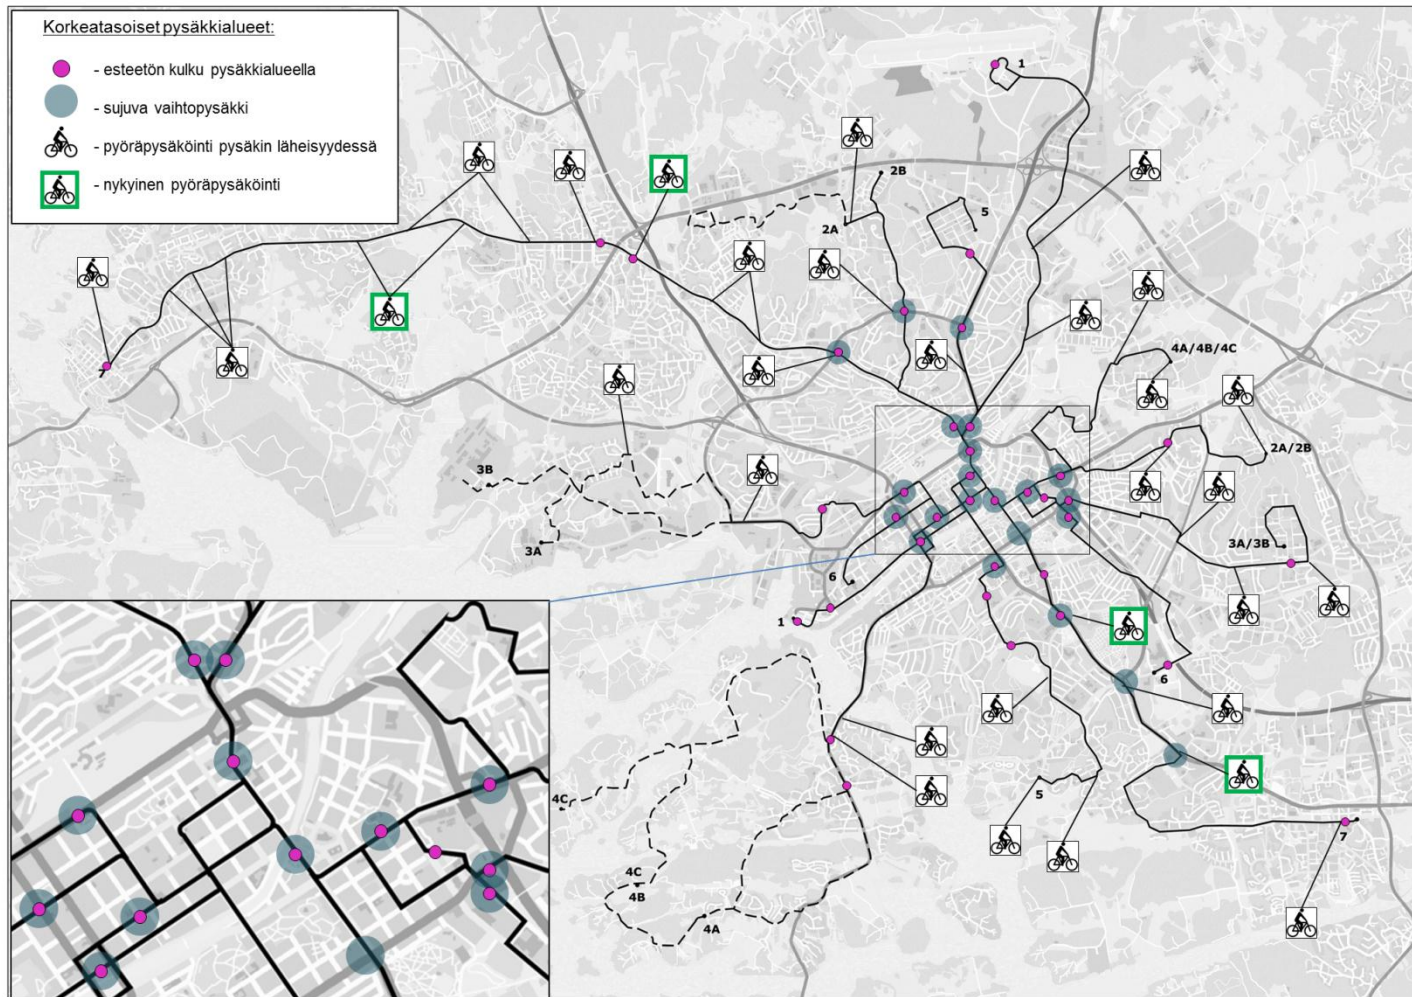 Korkeatasoiset pysäkkialueet:
- esteetön kulku pysäkkialueella
- sujuva vaihtopysäkki
- pyöräpysäköinti pysäkin läheisyydessä
- nykyinen pyöräpysäköinti
1
2B
5
2A
4A/4B/4C
7
2A/2B
3B
3A
3A/3B
6
1
6
5
4C
7
4C
4B
4A